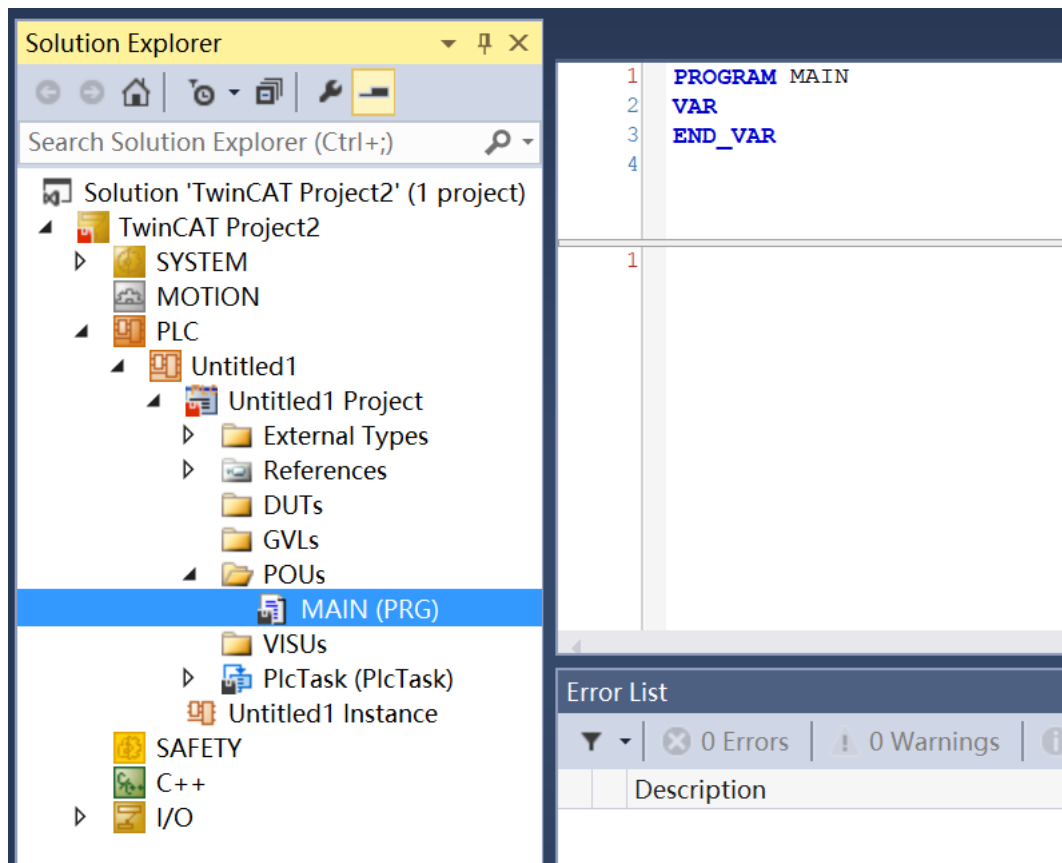 Solution Explorer
Search Solution Explorer (Ctrl+;)
Solution 'TwinCAT Project2' (1 project)
TwinCAT Project2
SYSTEM
MOTION
PLC
Untitled1
Untitled1 Project
External Types
References
DUTs
GVLs
POUs
MAIN (PRG)
VISUs
PlcTask (PlcTask)
Untitled1 Instance
SAFETY
C++
I/O
1 PROGRAM MAIN
2 VAR
3 END_VAR
4
1
Error List
0 Errors
0 Warnings
Description